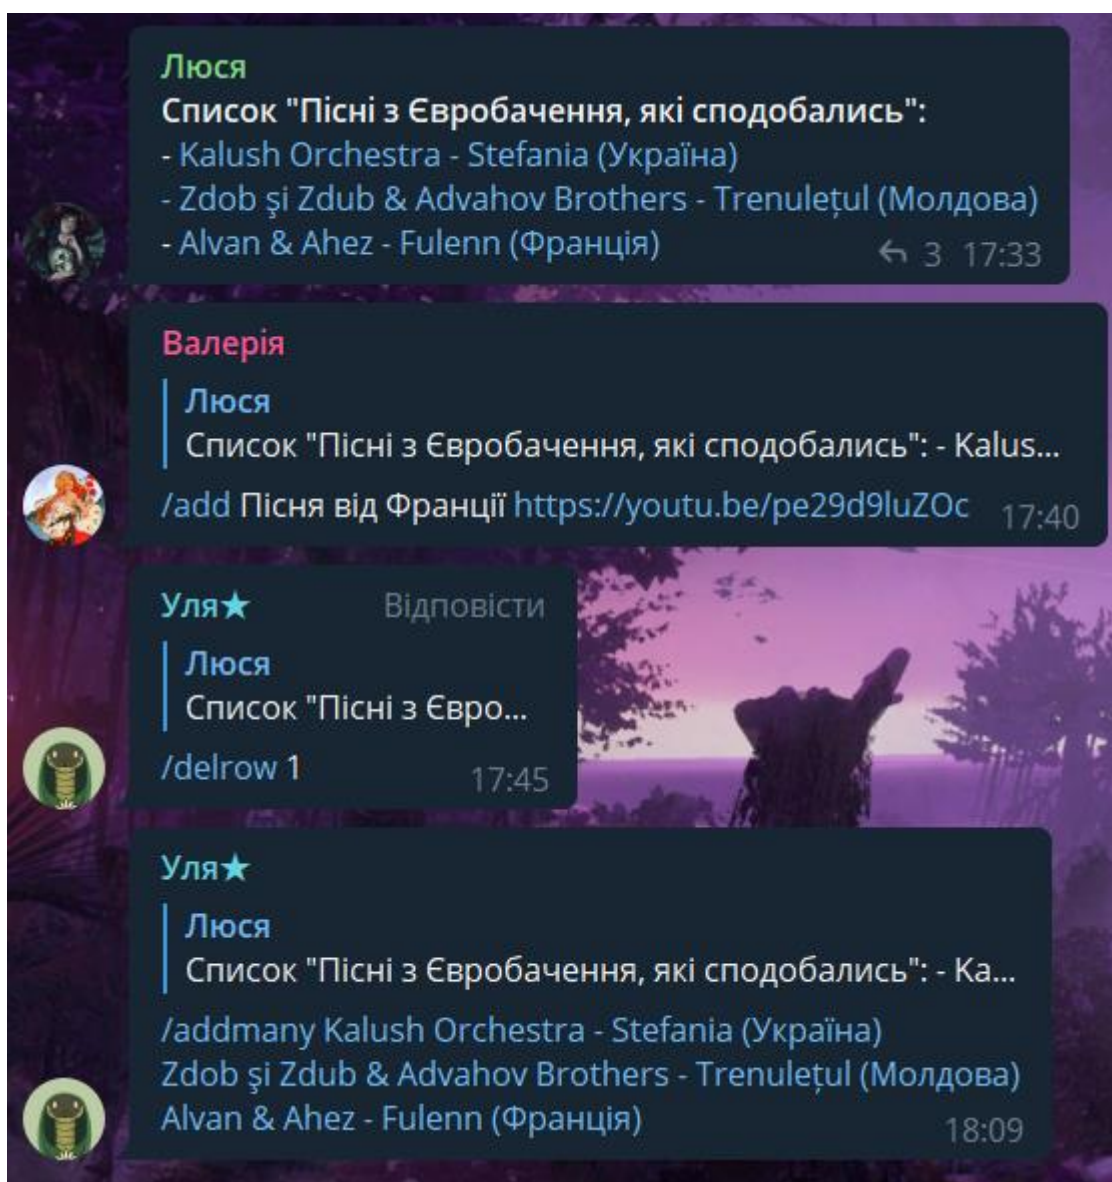 Люся
Список "Пісні з Євробачення, які сподобались":
- Kalush Orchestra - Stefania (Україна)
- Zdob şi Zdub & Advahov Brothers - Trenulețul (Молдова)
- Alvan & Ahez - Fulenn (Франція)
3 17:33
Валерія
Люся
Список "Пісні з Євробачення, які сподобались": - Kalus...
/add Пісня від Франції https://youtu.be/pe29d9luZOc 17:40
Уля★ Відповісти
Люся
Список "Пісні з Євро...
/delrow 1 17:45
Уля★
Люся
Список "Пісні з Євробачення, які сподобались": - Ka...
/addmany Kalush Orchestra - Stefania (Україна)
Zdob şi Zdub & Advahov Brothers - Trenulețul (Молдова)
Alvan & Ahez - Fulenn (Франція) 18:09